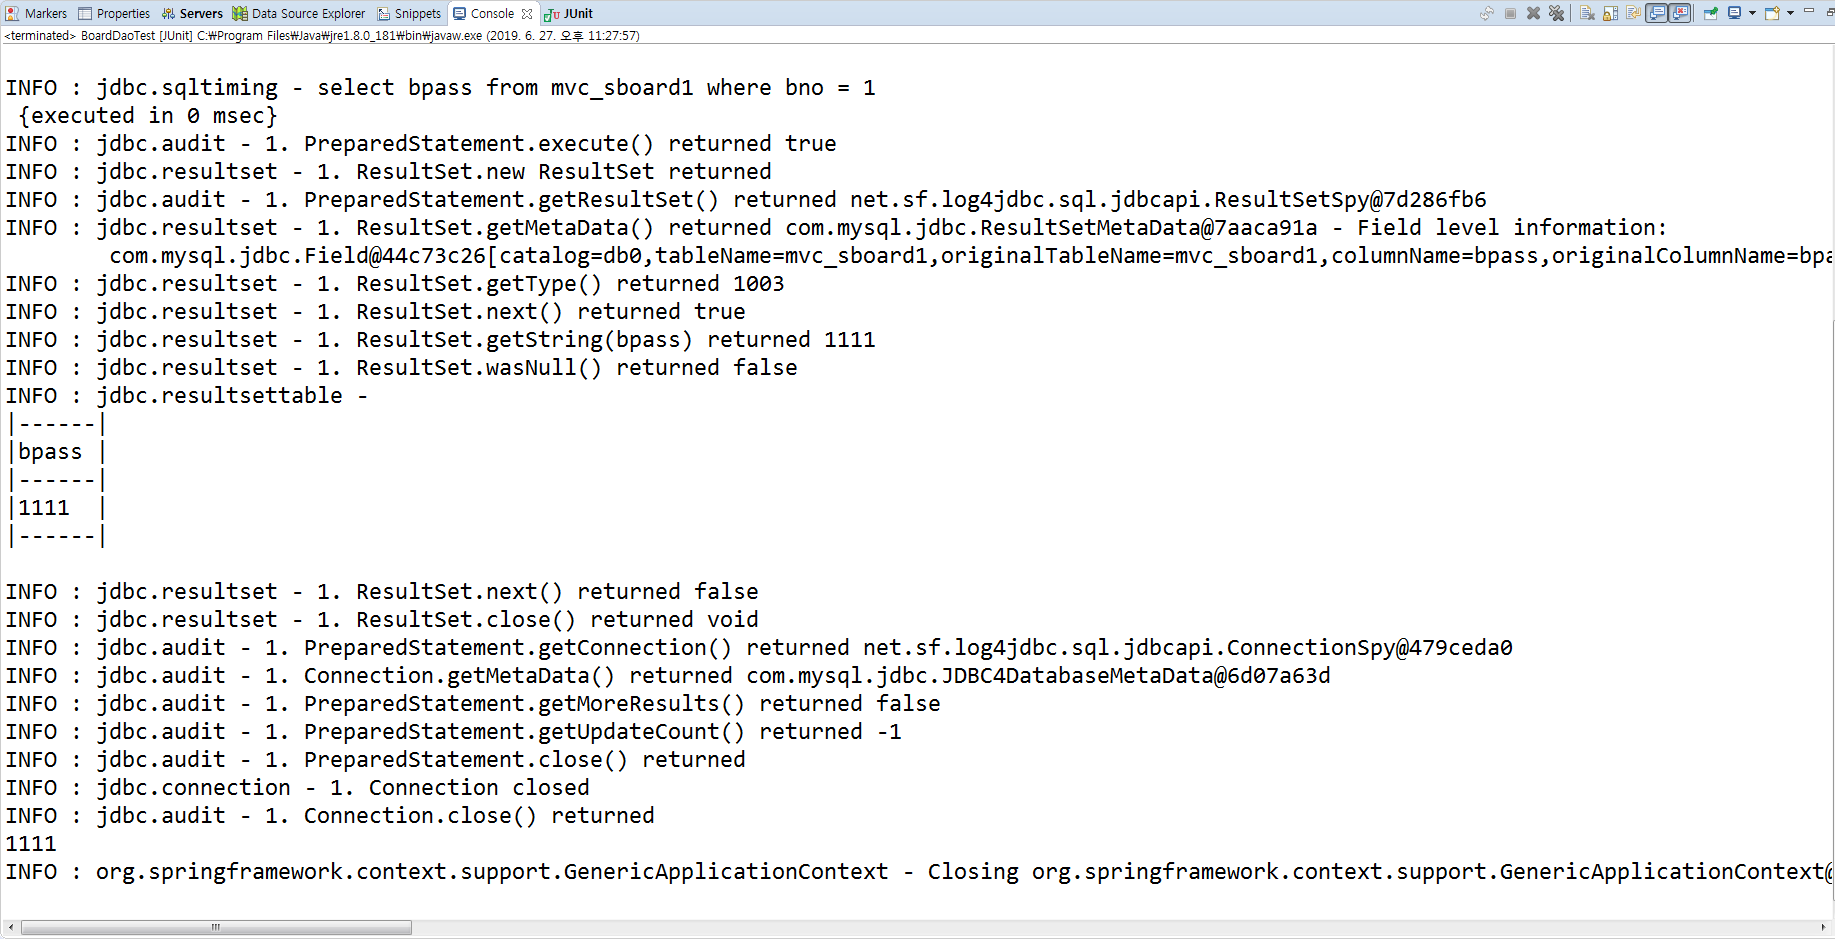 Markers Properties Servers Data Source Explorer Snippets Console JUnit
<terminated> BoardDaoTest [JUnit] C:₩Program Files₩Java₩jre1.8.0_181₩bin₩javaw.exe (2019. 6. 27. 오후 11:27:57)
INFO : jdbc.sqltiming - select bpass from mvc_sboard1 where bno = 1
{executed in 0 msec}
INFO : jdbc.audit - 1. PreparedStatement.execute() returned true
INFO : jdbc.resultset - 1. ResultSet.new ResultSet returned
INFO : jdbc.audit - 1. PreparedStatement.getResultSet() returned net.sf.log4jdbc.sql.jdbcapi.ResultSetSpy@7d286fb6
INFO : jdbc.resultset - 1. ResultSet.getMetaData() returned com.mysql.jdbc.ResultSetMetaData@7aaca91a - Field level information:
com.mysql.jdbc.Field@44c73c26[catalog=db0,tableName=mvc_sboard1,originalTableName=mvc_sboard1,columnName=bpass,originalColumnName=bpa
INFO : jdbc.resultset - 1. ResultSet.getType() returned 1003
INFO : jdbc.resultset - 1. ResultSet.next() returned true
INFO : jdbc.resultset - 1. ResultSet.getString(bpass) returned 1111
INFO : jdbc.resultset - 1. ResultSet.wasNull() returned false
INFO : jdbc.resultsettable -
|------|
|bpass |
|------|
|1111  |
|------|
INFO : jdbc.resultset - 1. ResultSet.next() returned false
INFO : jdbc.resultset - 1. ResultSet.close() returned void
INFO : jdbc.audit - 1. PreparedStatement.getConnection() returned net.sf.log4jdbc.sql.jdbcapi.ConnectionSpy@479ceda0
INFO : jdbc.audit - 1. Connection.getMetaData() returned com.mysql.jdbc.JDBC4DatabaseMetaData@6d07a63d
INFO : jdbc.audit - 1. PreparedStatement.getMoreResults() returned false
INFO : jdbc.audit - 1. PreparedStatement.getUpdateCount() returned -1
INFO : jdbc.audit - 1. PreparedStatement.close() returned
INFO : jdbc.connection - 1. Connection closed
INFO : jdbc.audit - 1. Connection.close() returned
1111
INFO : org.springframework.context.support.GenericApplicationContext - Closing org.springframework.context.support.GenericApplicationContext@